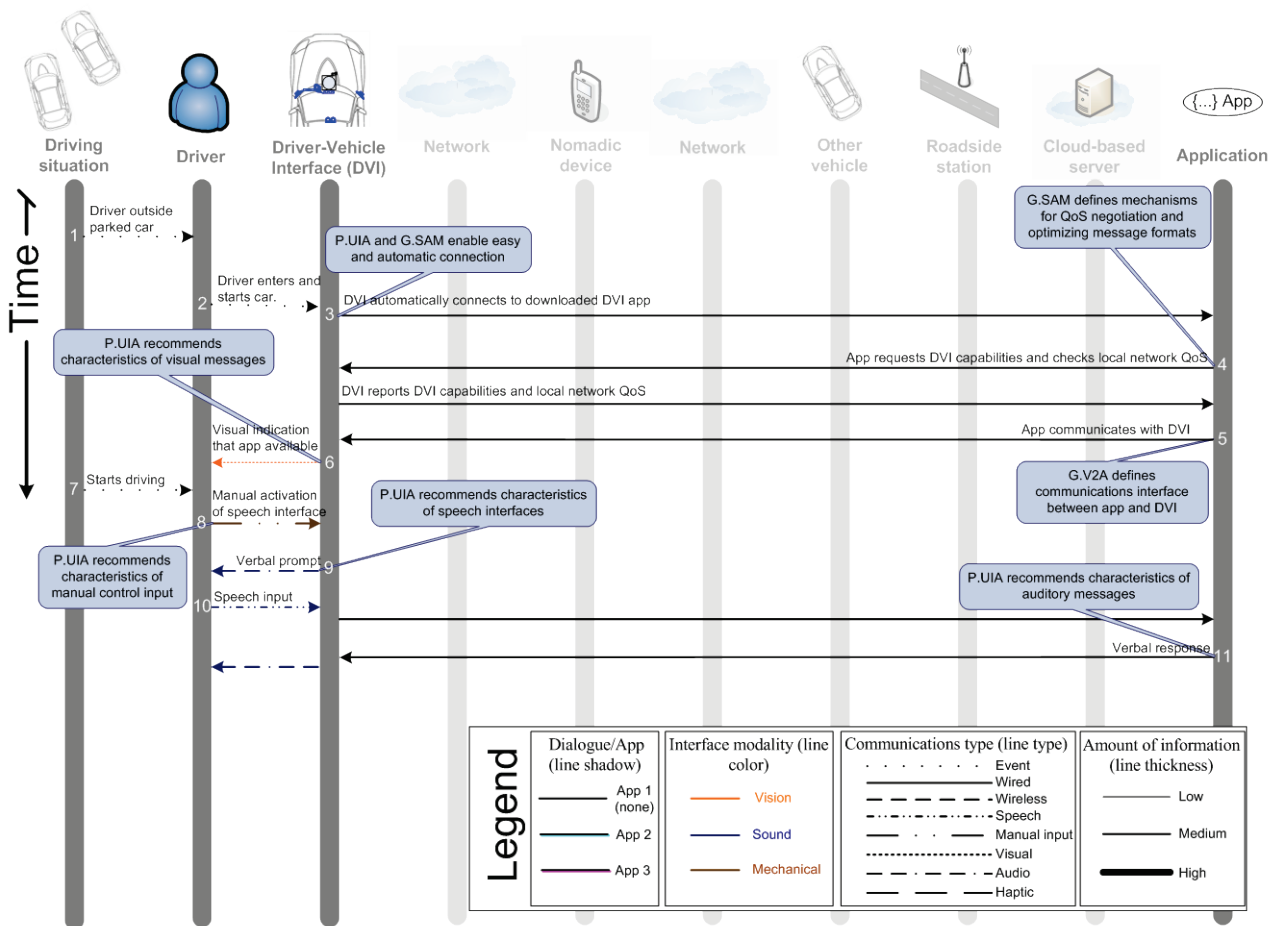 {...} App
Driving
situation
Driver
Driver-Vehicle
Interface (DVI)
Network
Nomadic
device
Network
Other
vehicle
Roadside
station
Cloud-based
server
Application
Time
1
Driver outside
parked car
P.UIA and G.SAM enable easy
and automatic connection
G.SAM defines mechanisms
for QoS negotiation and
optimizing message formats
2
Driver enters and
starts car.
3
DVI automatically connects to downloaded DVI app
P.UIA recommends
characteristics of visual messages
App requests DVI capabilities and checks local network QoS
4
DVI reports DVI capabilities and local network QoS
Visual indication
that app available
App communicates with DVI
5
6
7
Starts driving
G.V2A defines
communications interface
between app and DVI
Manual activation
of speech interface
8
P.UIA recommends characteristics
of speech interfaces
P.UIA recommends
characteristics of
manual control input
Verbal prompt
9
10
Speech input
P.UIA recommends characteristics of
auditory messages
Verbal response
11
Legend
Dialogue/App
(line shadow)
App 1
(none)
App 2
App 3
Interface modality (line
color)
Vision
Sound
Mechanical
Communications type (line type)
Event
Wired
Wireless
Speech
Manual input
Visual
Audio
Haptic
Amount of information
(line thickness)
Low
Medium
High